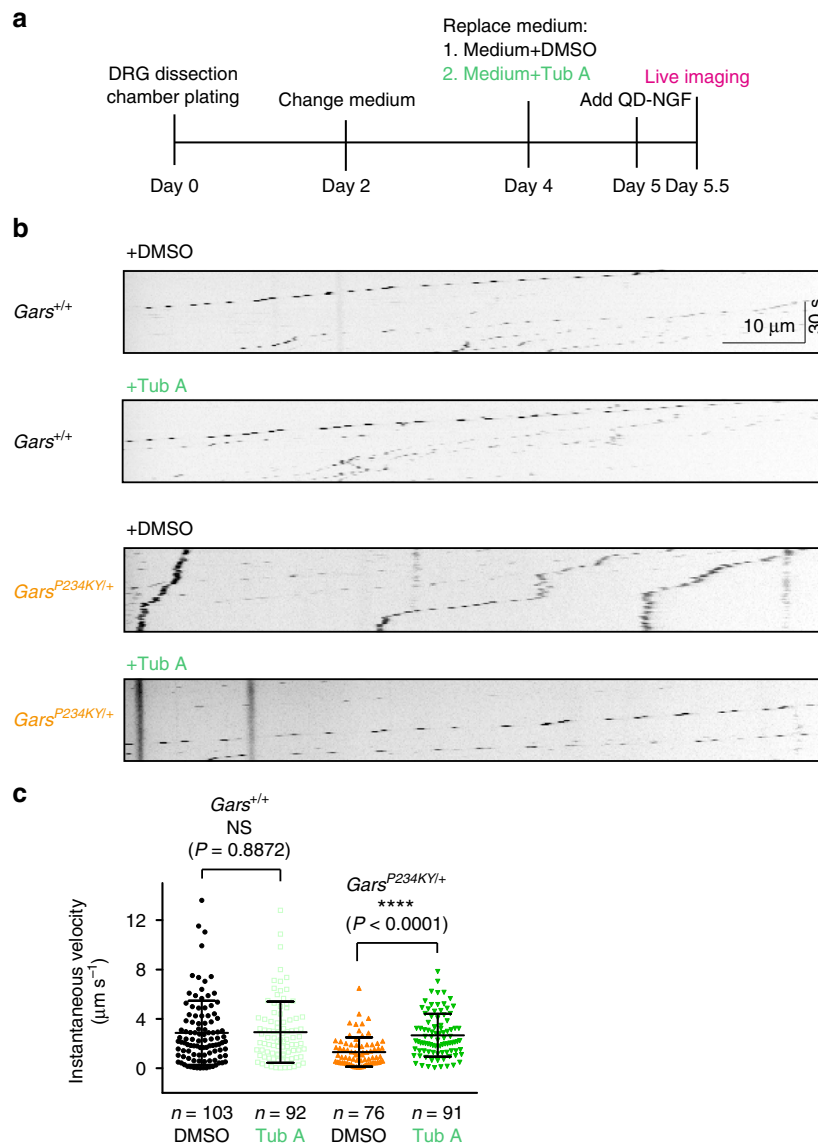 a
Replace medium:
1. Medium+DMSO
2. Medium+Tub A
DRG dissection
chamber plating
Change medium
Live imaging
Add QD-NGF
Day 0
Day 2
Day 4
Day 5
Day 5.5
b
+DMSO
Gars+/+
10 μm
30 s
+Tub A
Gars+/+
+DMSO
GarsP234KY/+
+Tub A
GarsP234KY/+
c
Gars+/+
NS
(P = 0.8872)
GarsP234KY/+
****
(P < 0.0001)
Instantaneous velocity
(μm s−1)
12
8
4
0
n = 103
n = 92
n = 76
n = 91
DMSO
Tub A
DMSO
Tub A